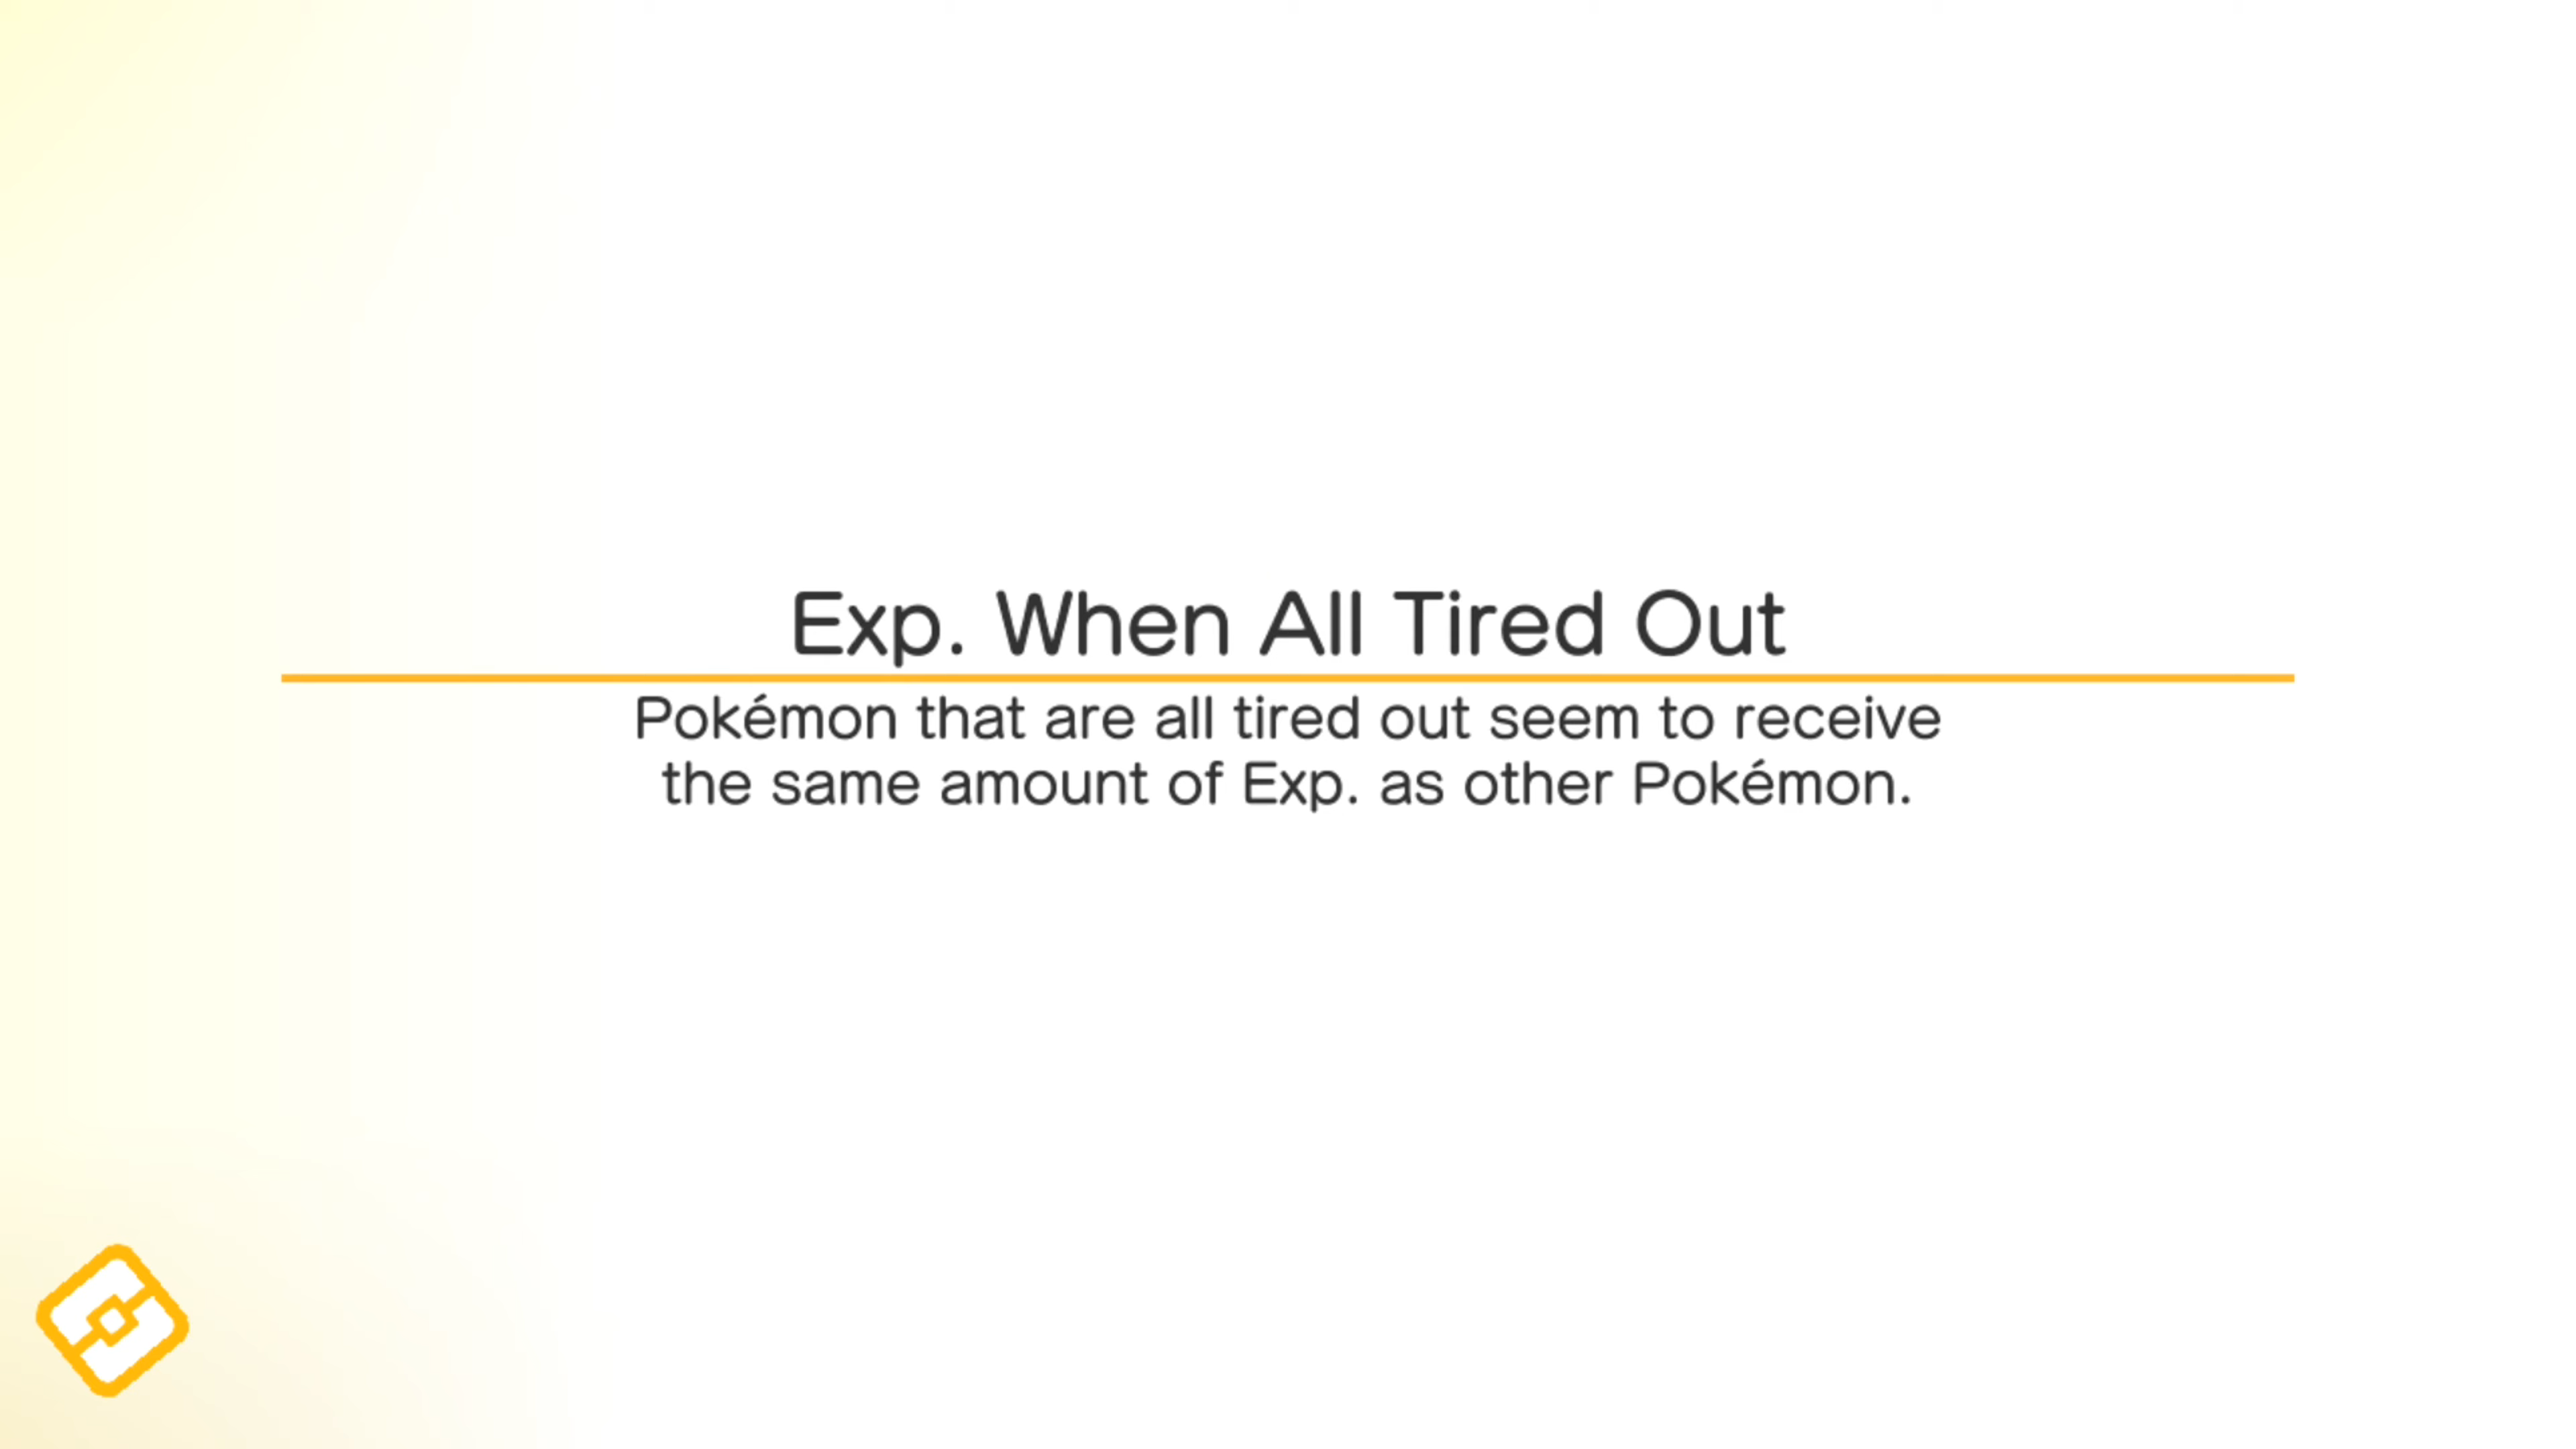 Exp. When All Tired Out
Pokémon that are all tired out seem to receive
the same amount of Exp. as other Pokémon.